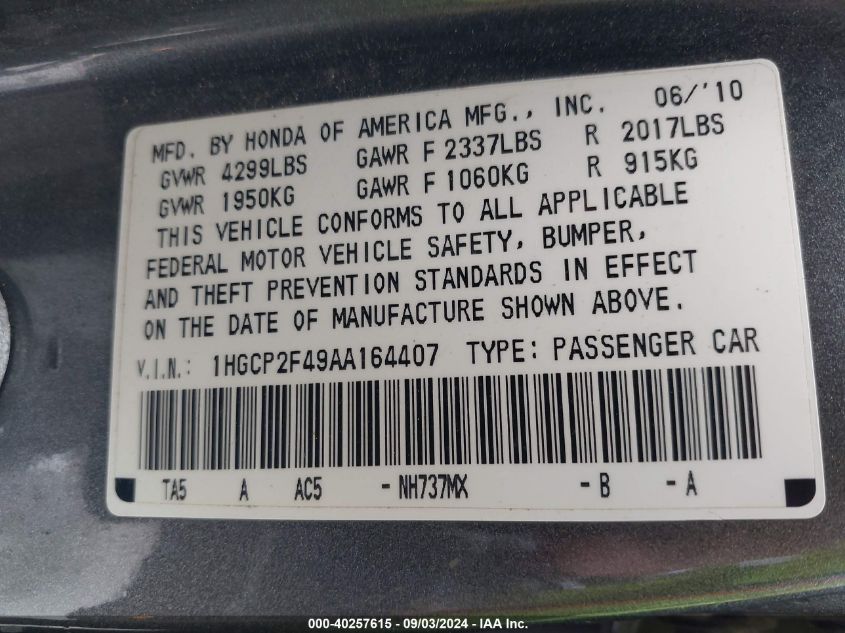 MFD. BY HONDA OF AMERICA MFG., INC. 06/'10
GVWR 4299LBS GAWR F 2337LBS R 2017LBS
GVWR 1950KG GAWR F 1060KG R 915KG
THIS VEHICLE CONFORMS TO ALL APPLICABLE
FEDERAL MOTOR VEHICLE SAFETY, BUMPER,
AND THEFT PREVENTION STANDARDS IN EFFECT
ON THE DATE OF MANUFACTURE SHOWN ABOVE.
V.I.N.: 1HGCP2F49AA164407 TYPE: PASSENGER CAR
TA5 A AC5 -NH737MX -B -A
000-40257615 - 09/03/2024 - IAA Inc.